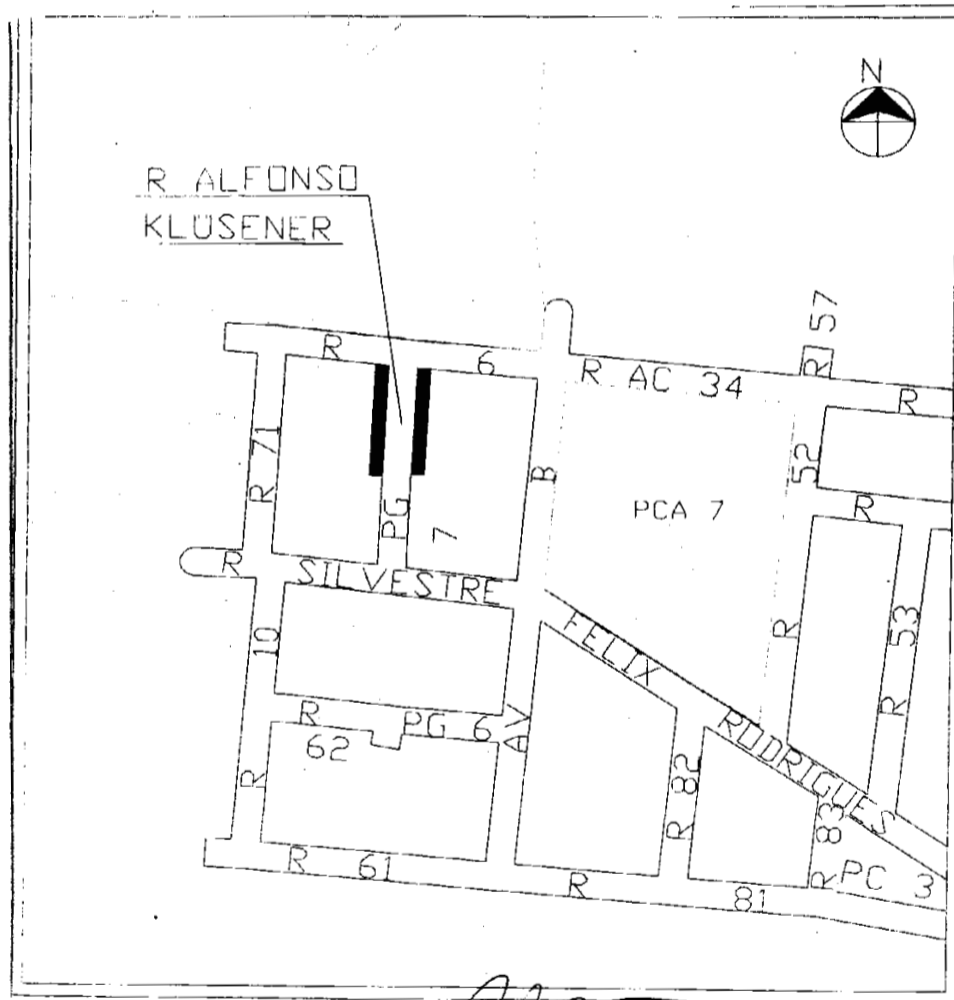 N
R ALFONSO
KLÜSENER
R 57
R 6
R AC 34
R
R 71
B
52
PCA 7
R
PG 7
R SILVESTRE
FELIX
RODRIGUES
R 10
R
R 53
R 62
PG 6
AV
R 82
R 83
PC 3
R 61
R 81